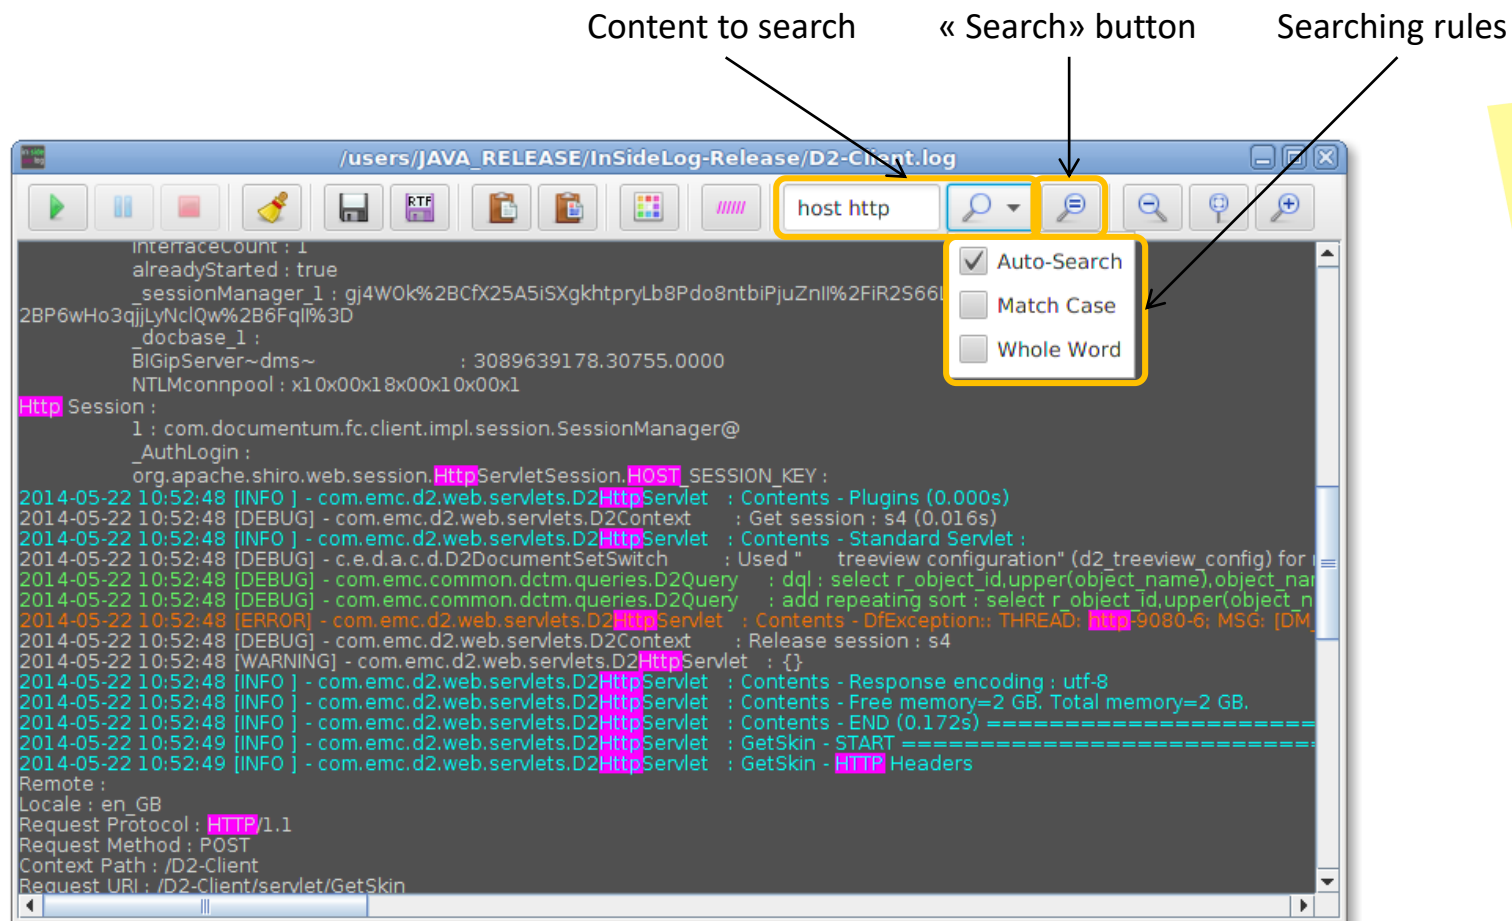 Content to search « Search» button Searching rules
/users/JAVA_RELEASE/InSideLog-Release/D2-Client.log
RTF ////// host http
interfaceCount : 1
Auto-Search
alreadyStarted : true
_sessionManager_1 :
Match Case
_docbase_1 :
Whole Word
BIGipServer~dms~ : 3089639178.30755.0000
NTLMconnpool : x10x00x18x00x10x00x1
Http Session :
1 : com.documentum.fc.client.impl.session.SessionManager@
_AuthLogin :
org.apache.shiro.web.session.HttpServletSession.HOST_SESSION_KEY :
2014-05-22 10:52:48 [INFO ] - com.emc.d2.web.servlets.D2HttpServlet : Contents - Plugins (0.000s)
2014-05-22 10:52:48 [DEBUG] - com.emc.d2.web.servlets.D2Context : Get session : s4 (0.016s)
2014-05-22 10:52:48 [INFO ] - com.emc.d2.web.servlets.D2HttpServlet : Contents - Standard Servlet :
2014-05-22 10:52:48 [DEBUG] - c.e.d.a.c.d.D2DocumentSetSwitch : Used " treeview configuration" (d2_treeview_config) for
2014-05-22 10:52:48 [DEBUG] - com.emc.common.dctm.queries.D2Query : dql : select r_object_id,upper(object_name),object_nar
2014-05-22 10:52:48 [DEBUG] - com.emc.common.dctm.queries.D2Query : add repeating sort : select r_object_id,upper(object_n
2014-05-22 10:52:48 [ERROR] - com.emc.d2.web.servlets.D2HttpServlet : Contents - DfException:: THREAD: http-9080-6; MSG: [DM_
2014-05-22 10:52:48 [DEBUG] - com.emc.d2.web.servlets.D2Context : Release session : s4
2014-05-22 10:52:48 [WARNING] - com.emc.d2.web.servlets.D2HttpServlet : {}
2014-05-22 10:52:48 [INFO ] - com.emc.d2.web.servlets.D2HttpServlet : Contents - Response encoding : utf-8
2014-05-22 10:52:48 [INFO ] - com.emc.d2.web.servlets.D2HttpServlet : Contents - Free memory=2 GB. Total memory=2 GB.
2014-05-22 10:52:48 [INFO ] - com.emc.d2.web.servlets.D2HttpServlet : Contents - END (0.172s) =====================
2014-05-22 10:52:49 [INFO ] - com.emc.d2.web.servlets.D2HttpServlet : GetSkin - START ==========================
2014-05-22 10:52:49 [INFO ] - com.emc.d2.web.servlets.D2HttpServlet : GetSkin - HTTP Headers
Remote :
Locale : en_GB
Request Protocol : HTTP/1.1
Request Method : POST
Context Path : /D2-Client
Request URI : /D2-Client/servlet/GetSkin